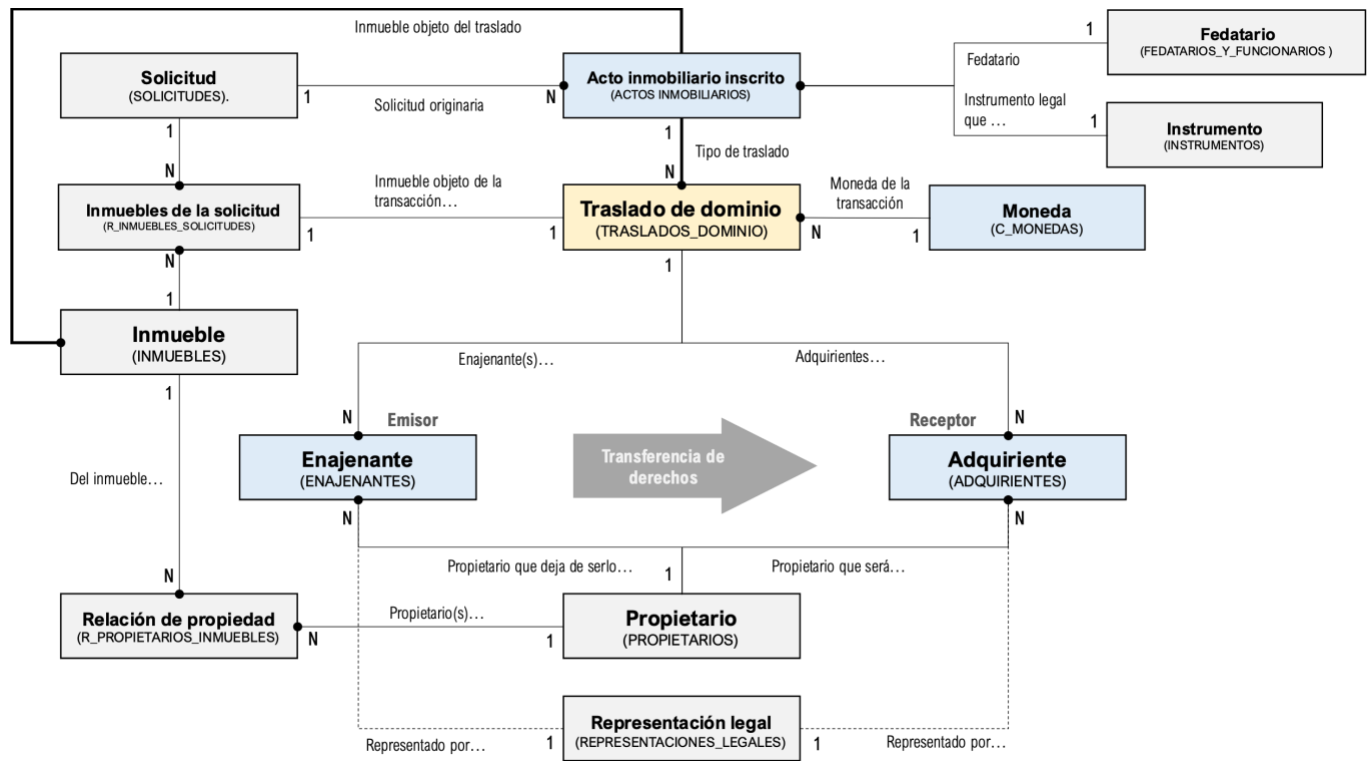 Inmueble objeto del traslado
Solicitud
(SOLICITUDES).
1
Solicitud originaria
N
Acto inmobiliario inscrito
(ACTOS INMOBILIARIOS)
1
Fedatario
(FEDATARIOS_Y_FUNCIONARIOS )
Fedatario
Instrumento legal
que …
1
Instrumento
(INSTRUMENTOS)
1
1
Tipo de traslado
N
N
Inmuebles de la solicitud
(R_INMUEBLES_SOLICITUDES)
Inmueble objeto de la
transacción…
1
1
Traslado de dominio
(TRASLADOS_DOMINIO)
Moneda de la
transacción
N
1
Moneda
(C_MONEDAS)
N
1
1
Inmueble
(INMUEBLES)
1
Enajenante(s)…
Adquirientes…
N
Emisor
Receptor
N
Enajenante
(ENAJENANTES)
Transferencia de
derechos
Adquiriente
(ADQUIRIENTES)
Del inmueble…
N
N
Propietario que deja de serlo…
1
Propietario que será…
N
Relación de propiedad
(R_PROPIETARIOS_INMUEBLES)
N
Propietario(s)…
1
Propietario
(PROPIETARIOS)
Representación legal
(REPRESENTACIONES_LEGALES)
Representado por…
1
1
Representado por…